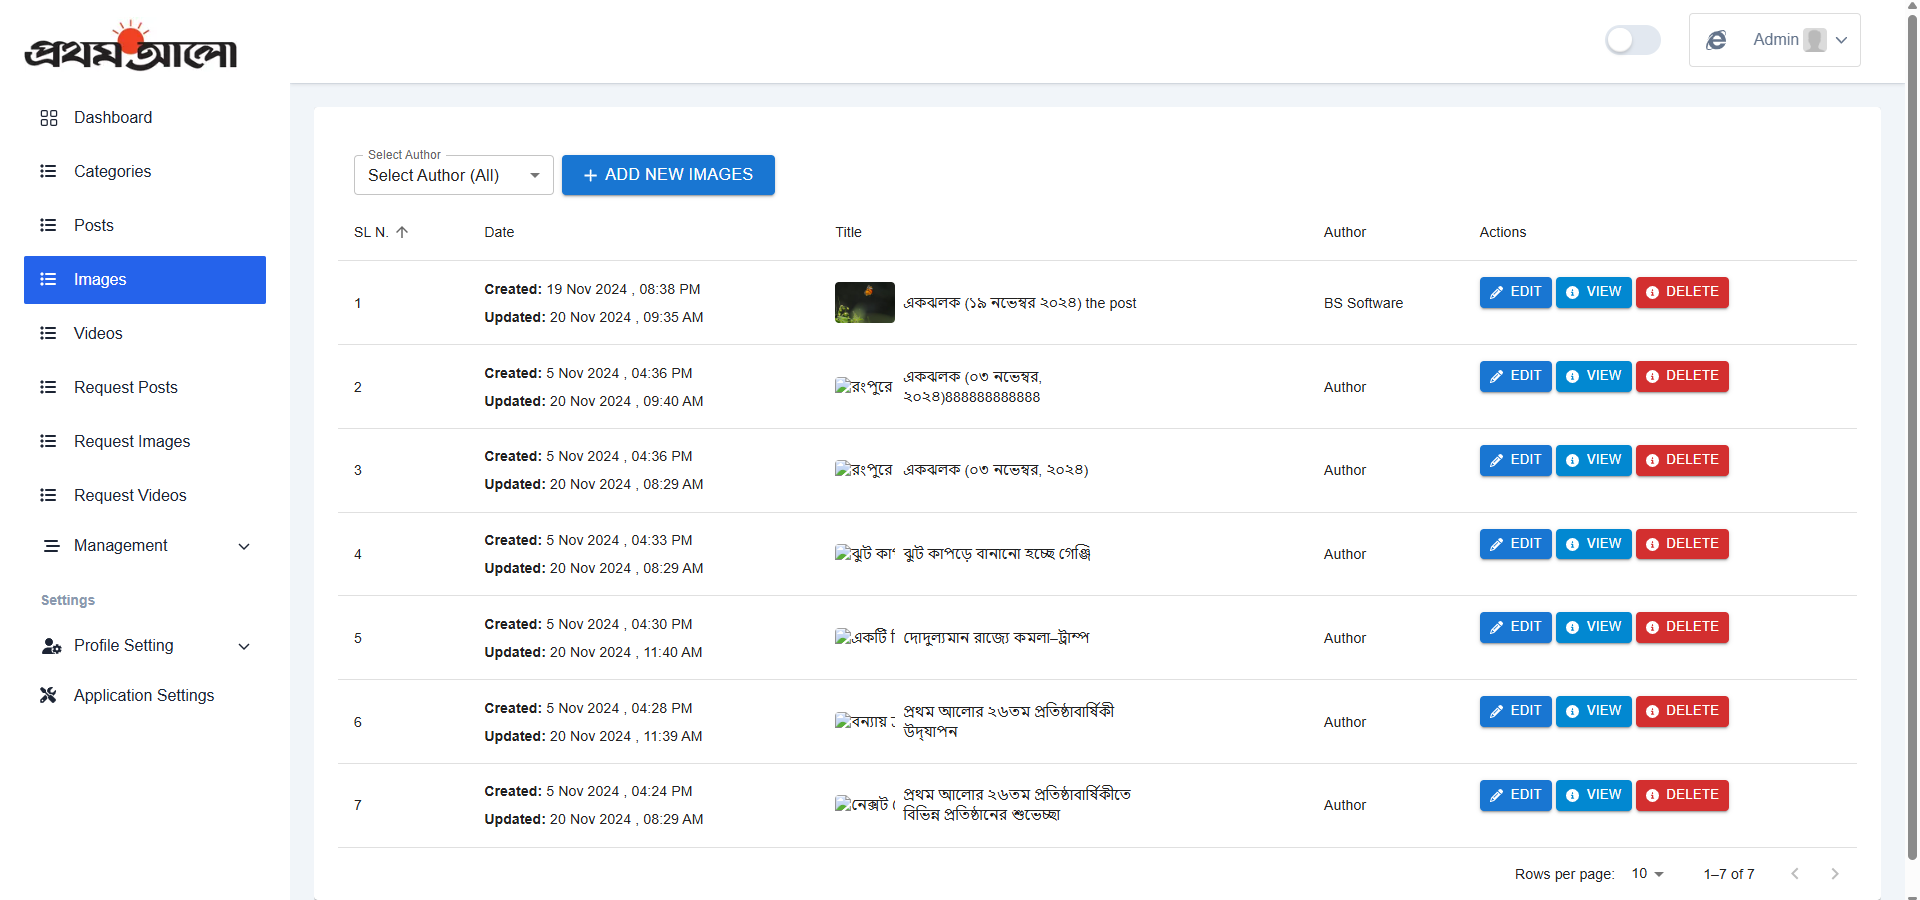 প্রথম আলো
Admin
Dashboard
Categories
Posts
Images
Videos
Request Posts
Request Images
Request Videos
Management
Settings
Profile Setting
Application Settings
Select Author
Select Author (All)
ADD NEW IMAGES
SL N. Date Title Author Actions
1 Created: 19 Nov 2024 , 08:38 PM
Updated: 20 Nov 2024 , 09:35 AM
একঝলক (১৯ নভেম্বর ২০২৪) the post
BS Software
EDIT VIEW DELETE
2 Created: 5 Nov 2024 , 04:36 PM
Updated: 20 Nov 2024 , 09:40 AM
রংপুরে
একঝলক (০৩ নভেম্বর,
২০২৪)888888888888
Author
EDIT VIEW DELETE
3 Created: 5 Nov 2024 , 04:36 PM
Updated: 20 Nov 2024 , 08:29 AM
রংপুরে
একঝলক (০৩ নভেম্বর, ২০২৪)
Author
EDIT VIEW DELETE
4 Created: 5 Nov 2024 , 04:33 PM
Updated: 20 Nov 2024 , 08:29 AM
ঝুট
ঝুট কাপড়ে বানানো হচ্ছে গেঞ্জি
Author
EDIT VIEW DELETE
5 Created: 5 Nov 2024 , 04:30 PM
Updated: 20 Nov 2024 , 11:40 AM
একটি
দোদুল্যমান রাজ্যে কমলা–ট্রাম্প
Author
EDIT VIEW DELETE
6 Created: 5 Nov 2024 , 04:28 PM
Updated: 20 Nov 2024 , 11:39 AM
বন্যায়
প্রথম আলোর ২৬তম প্রতিষ্ঠাবার্ষিকী
উদ্‌যাপন
Author
EDIT VIEW DELETE
7 Created: 5 Nov 2024 , 04:24 PM
Updated: 20 Nov 2024 , 08:29 AM
নেক্সট
প্রথম আলোর ২৬তম প্রতিষ্ঠাবার্ষিকীতে
বিভিন্ন প্রতিষ্ঠানের শুভেচ্ছা
Author
EDIT VIEW DELETE
Rows per page: 10 1–7 of 7